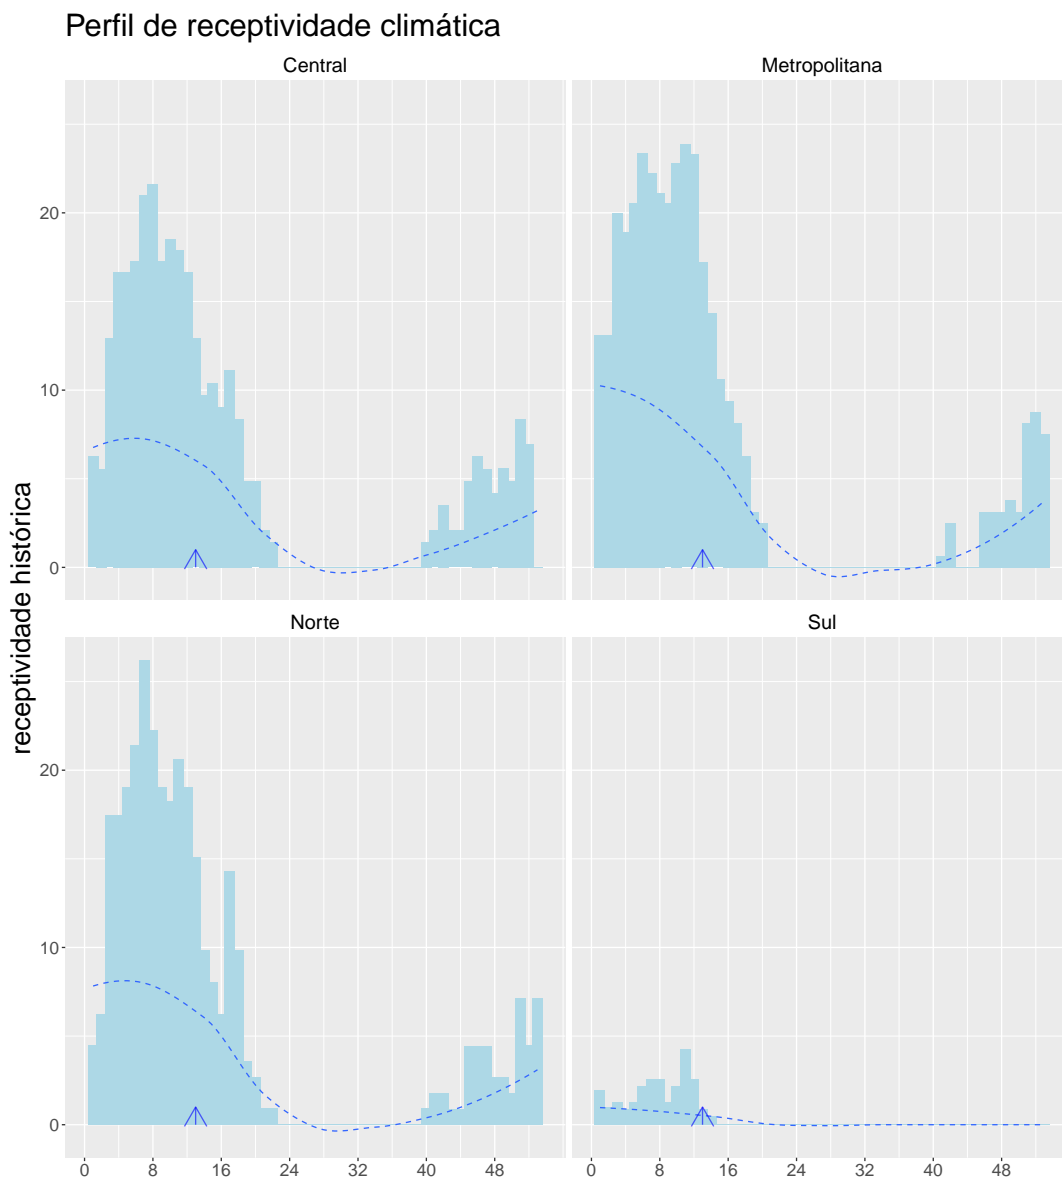 Perfil de receptividade climática
Central
Metropolitana
20
10
0
Norte
Sul
20
10
0
receptividade histórica
0 8 16 24 32 40 48
0 8 16 24 32 40 48